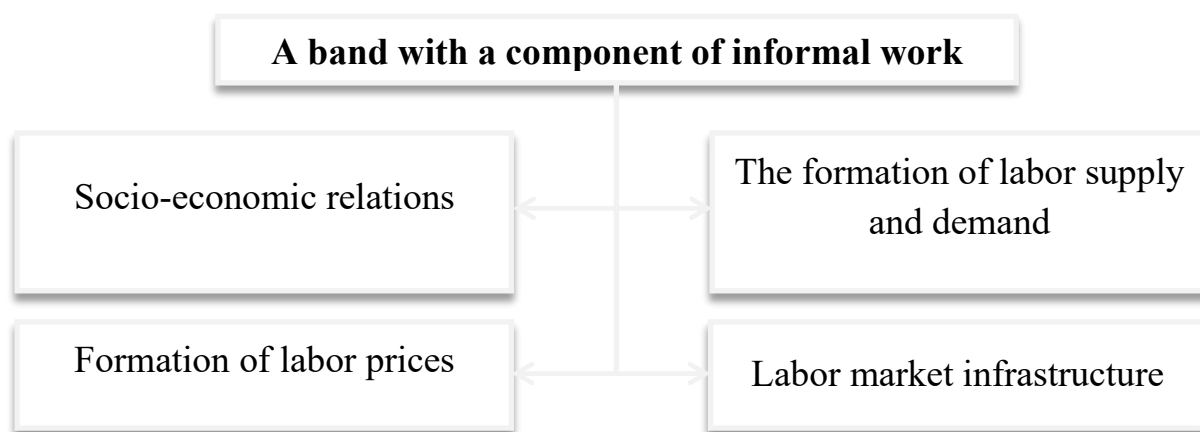 A band with a component of informal work
Socio-economic relations
The formation of labor supply
and demand
Formation of labor prices
Labor market infrastructure